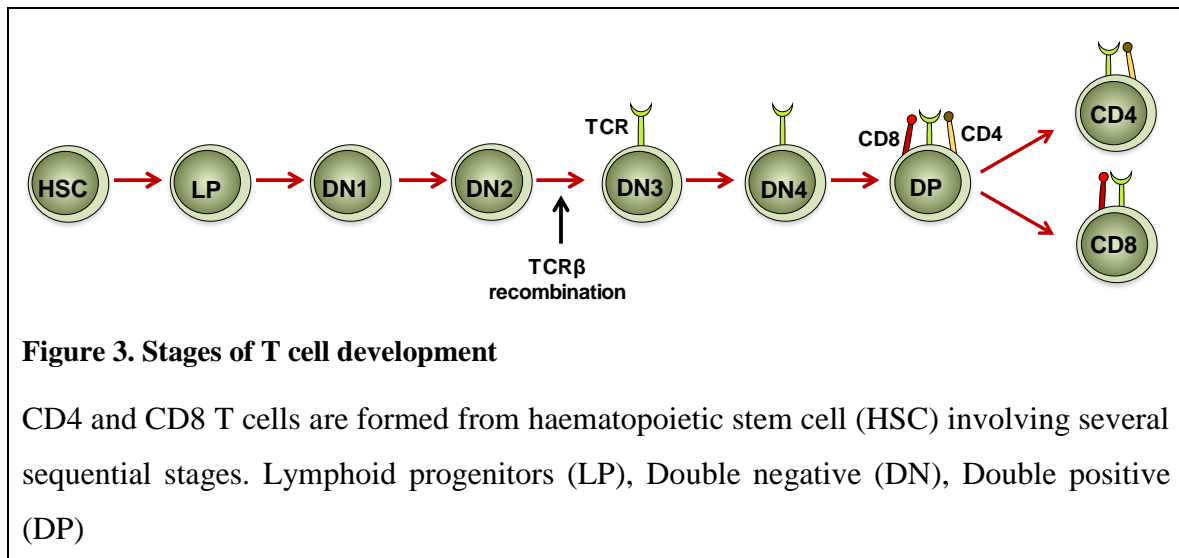 HSC
LP
DN1
DN2
TCRβ
recombination
TCR
DN3
DN4
CD8
CD4
DP
CD4
CD8
Figure 3. Stages of T cell development
CD4 and CD8 T cells are formed from haematopoietic stem cell (HSC) involving several
sequential stages. Lymphoid progenitors (LP), Double negative (DN), Double positive
(DP)